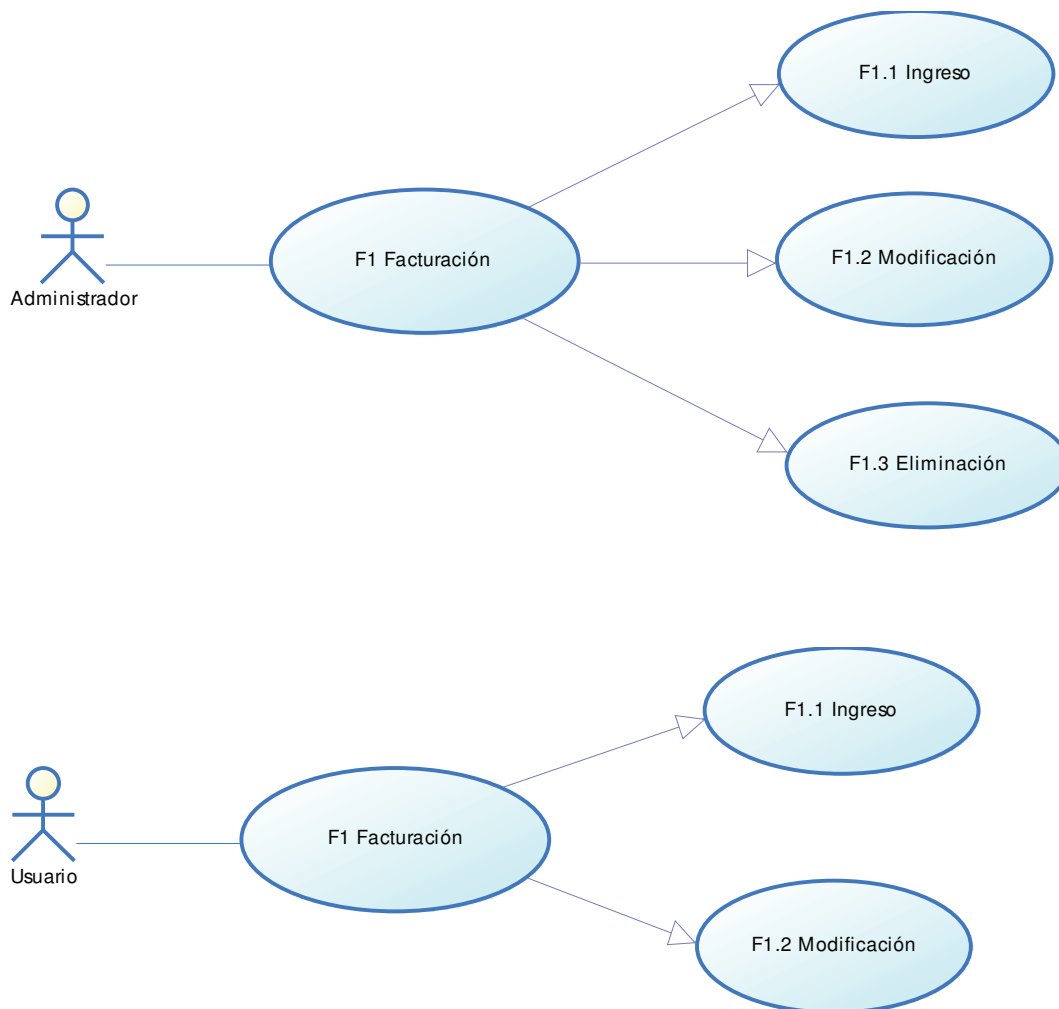 F1.1 Ingreso
F1 Facturación
F1.2 Modificación
Administrador
F1.3 Eliminación
F1.1 Ingreso
F1 Facturación
Usuario
F1.2 Modificación